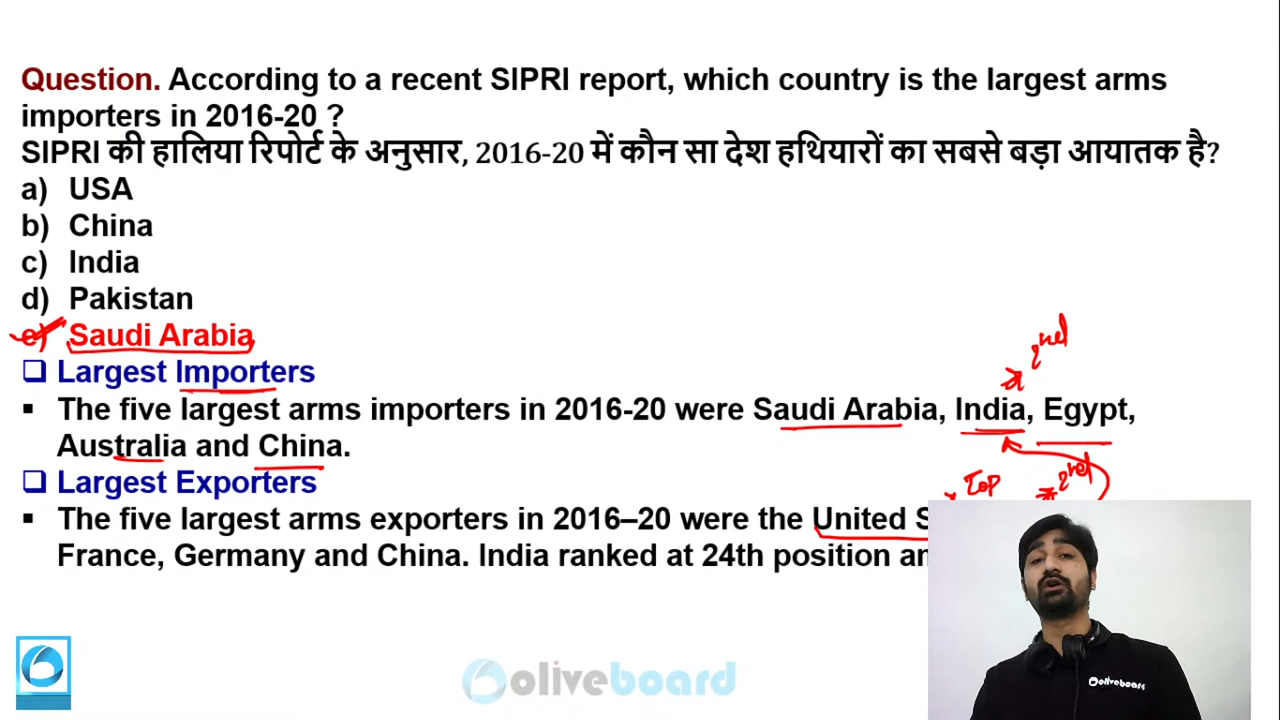 Question. According to a recent SIPRI report, which country is the largest arms
importers in 2016-20 ?
SIPRI की हालिया रिपोर्ट के अनुसार, 2016-20 में कौन सा देश हथियारों का सबसे बड़ा आयातक है?
a) USA
b) China
c) India
d) Pakistan
e) Saudi Arabia
2nd
❑ Largest Importers
▪ The five largest arms importers in 2016-20 were Saudi Arabia, India, Egypt,
Australia and China.
❑ Largest Exporters
Top 2nd
▪ The five largest arms exporters in 2016–20 were the United S
France, Germany and China. India ranked at 24th position an
oliveboard
oliveboard